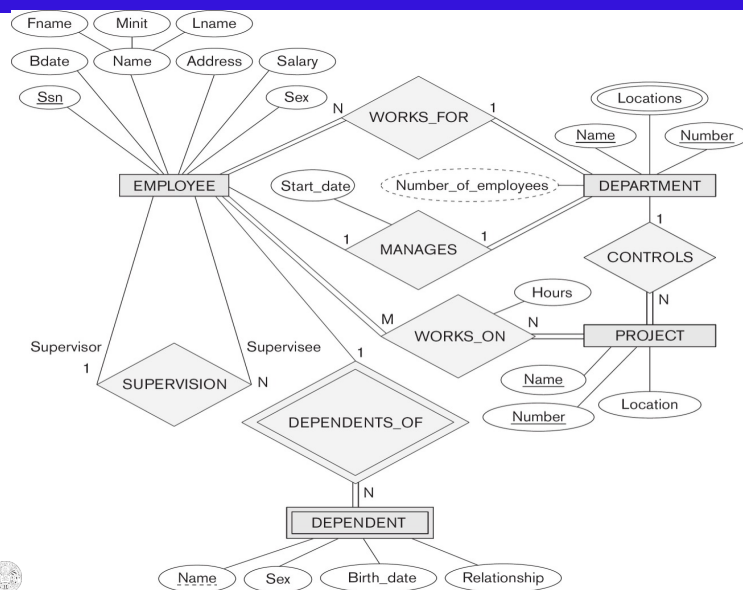 Fname Minit Lname
Bdate Name Address Salary
Ssn Sex
N WORKS_FOR 1
Locations
Name Number
EMPLOYEE
Start_date
Number_of_employees
DEPARTMENT
1 MANAGES 1
1
CONTROLS
N
Hours
M WORKS_ON N
PROJECT
Name
Number
Location
Supervisor
1
Supervisee
N
SUPERVISION
1
DEPENDENTS_OF
N
DEPENDENT
Name Sex Birth_date Relationship